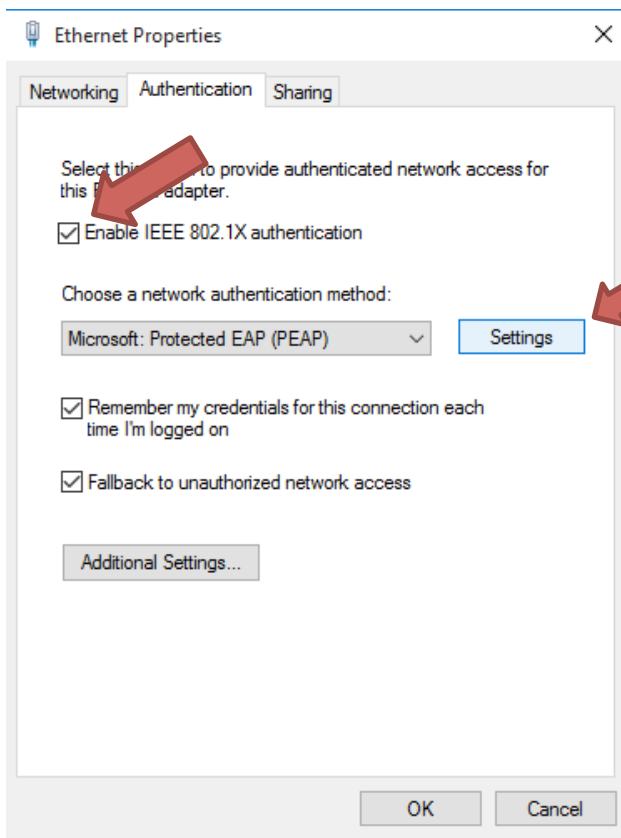 Ethernet Properties
Networking Authentication Sharing
Select to provide authenticated network access for
this adapter.
Enable IEEE 802.1X authentication
Choose a network authentication method:
Microsoft: Protected EAP (PEAP) Settings
Remember my credentials for this connection each
time I'm logged on
Fallback to unauthorized network access
Additional Settings...
OK Cancel